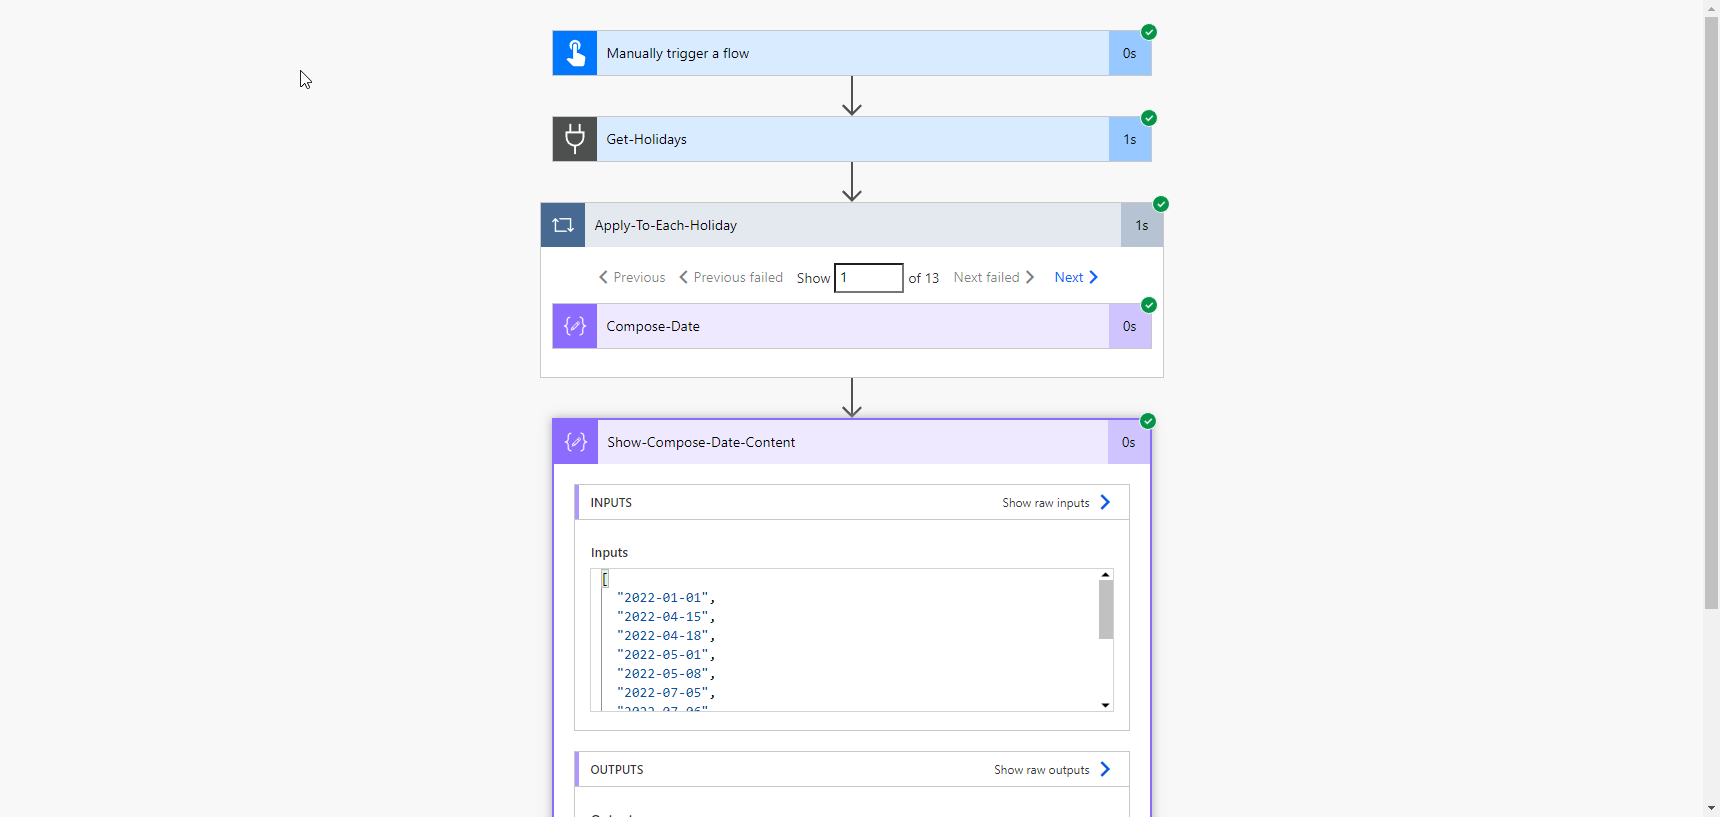 Manually trigger a flow 0s
Get-Holidays 1s
Apply-To-Each-Holiday 1s
Previous Previous failed Show 1 of 13 Next failed Next
Compose-Date 0s
Show-Compose-Date-Content 0s
INPUTS Show raw inputs
Inputs
[
"2022-01-01",
"2022-04-15",
"2022-04-18",
"2022-05-01",
"2022-05-08",
"2022-07-05",
"2022-07-06"
OUTPUTS Show raw outputs